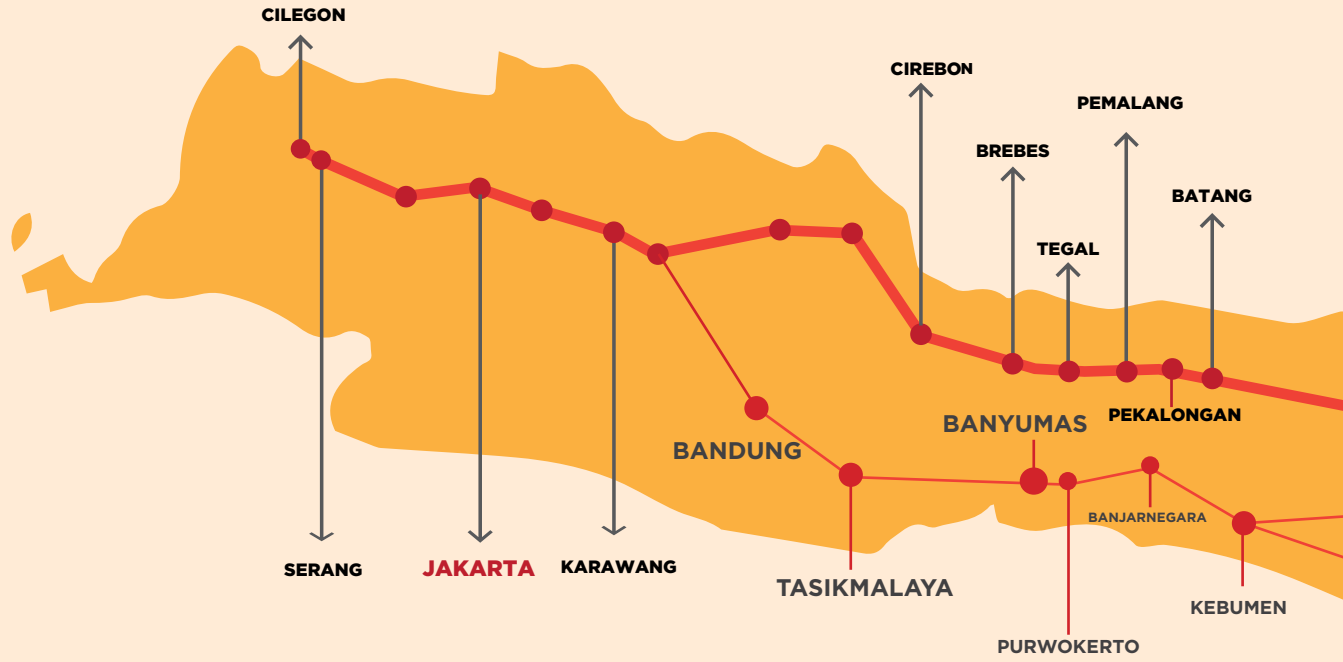 CILEGON
CIREBON
PEMALANG
BREBES
BATANG
TEGAL
PEKALONGAN
BANYUMAS
BANDUNG
BANJARNEGARA
SERANG
JAKARTA
KARAWANG
TASIKMALAYA
KEBUMEN
PURWOKERTO